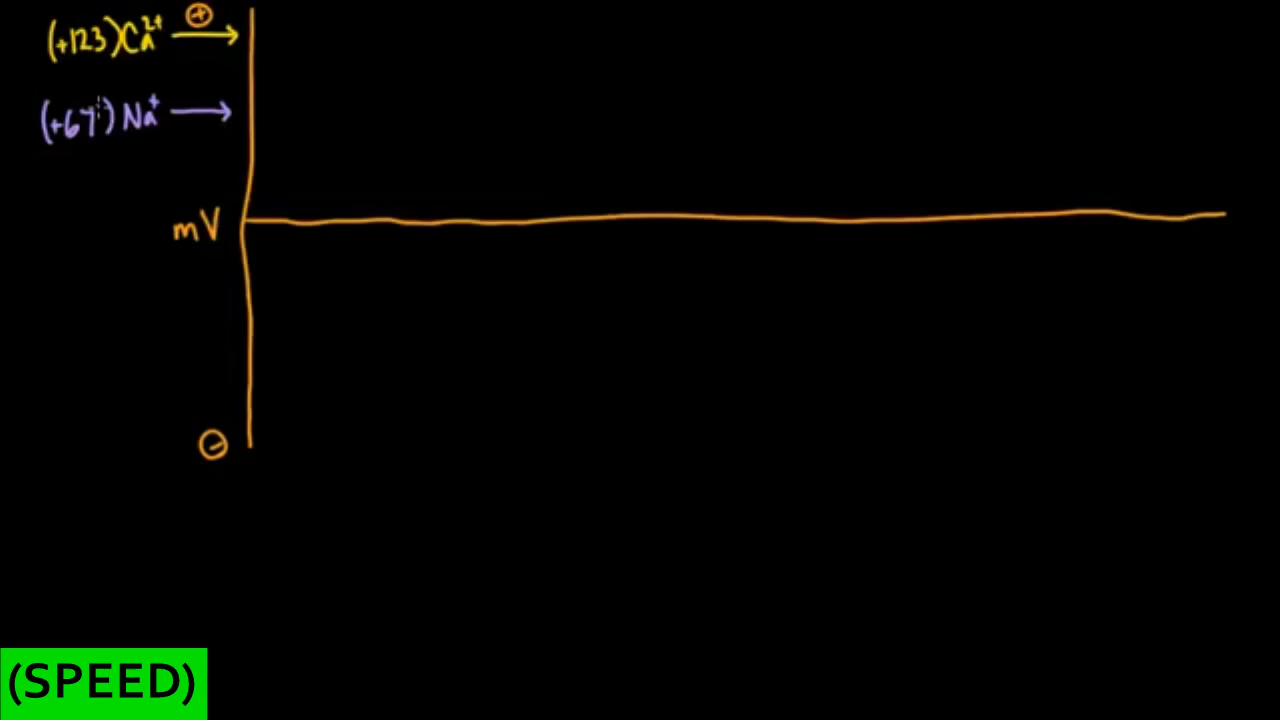 (+123) Ca²⁺ → ⊕
(+67) Na⁺ →
mV
⊖
(SPEED)